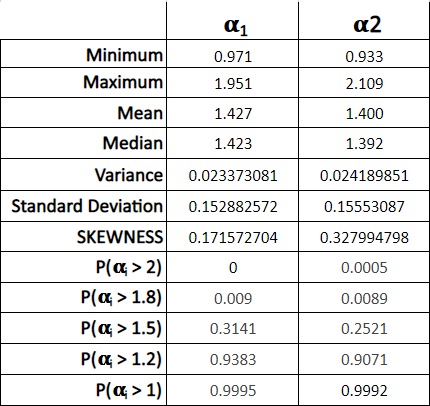 α₁ α2
Minimum 0.971 0.933
Maximum 1.951 2.109
Mean 1.427 1.400
Median 1.423 1.392
Variance 0.023373081 0.024189851
Standard Deviation 0.152882572 0.15553087
SKEWNESS 0.171572704 0.327994798
P(αᵢ > 2) 0 0.0005
P(αᵢ > 1.8) 0.009 0.0089
P(αᵢ > 1.5) 0.3141 0.2521
P(αᵢ > 1.2) 0.9383 0.9071
P(αᵢ > 1) 0.9995 0.9992